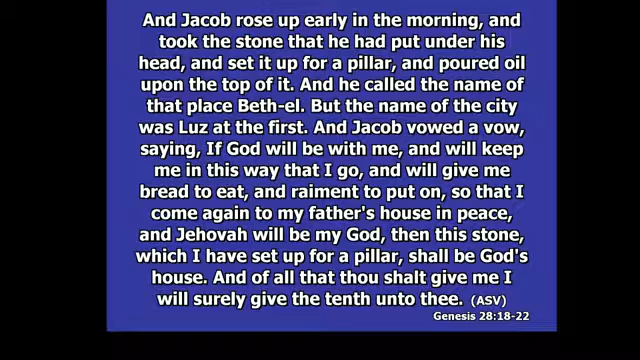 And Jacob rose up early in the morning, and
took the stone that he had put under his
head, and set it up for a pillar, and poured oil
upon the top of it. And he called the name of
that place Beth-el. But the name of the city
was Luz at the first. And Jacob vowed a vow,
saying, If God will be with me, and will keep
me in this way that I go, and will give me
bread to eat, and raiment to put on, so that I
come again to my father's house in peace,
and Jehovah will be my God, then this stone,
which I have set up for a pillar, shall be God's
house. And of all that thou shalt give me I
will surely give the tenth unto thee. (ASV)
Genesis 28:18-22